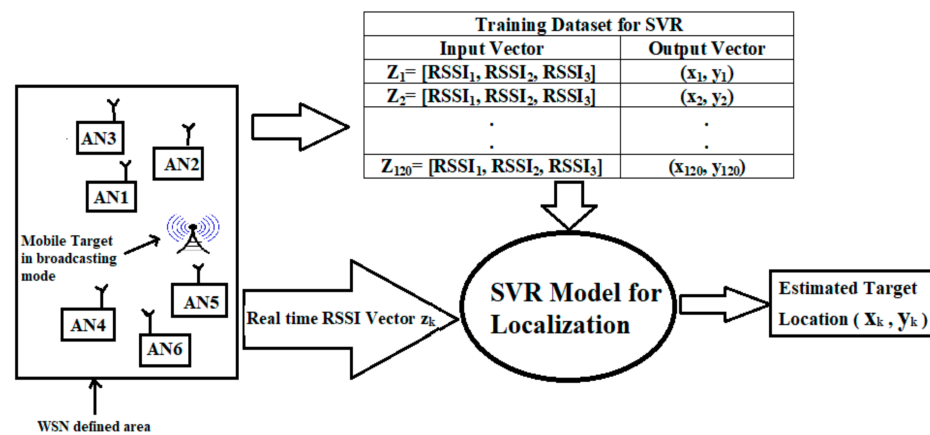 Training Dataset for SVR
Input Vector Output Vector
Z₁= [RSSI₁, RSSI₂, RSSI₃] (x₁, y₁)
Z₂= [RSSI₁, RSSI₂, RSSI₃] (x₂, y₂)
. .
. .
Z₁₂₀= [RSSI₁, RSSI₂, RSSI₃] (x₁₂₀, y₁₂₀)
AN3
AN2
AN1
Mobile Target
in broadcasting
mode
AN5
AN4
AN6
WSN defined area
Real time RSSI Vector zₖ
SVR Model for
Localization
Estimated Target
Location ( xₖ , yₖ )